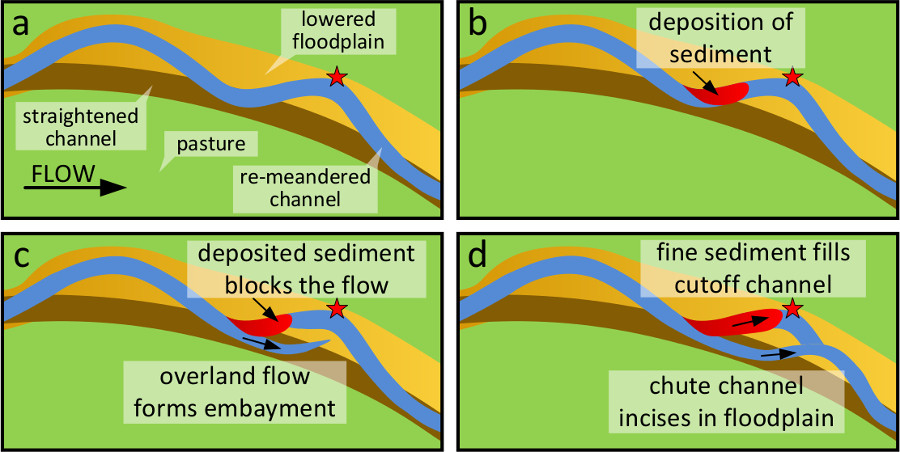 a
lowered
floodplain
straightened
channel
pasture
FLOW
re-meandered
channel
b
deposition of
sediment
c
deposited sediment
blocks the flow
overland flow
forms embayment
d
fine sediment fills
cutoff channel
chute channel
incises in floodplain